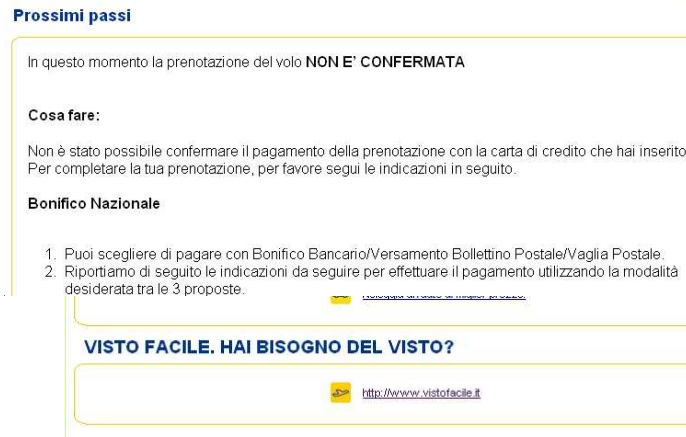 Prossimi passi
In questo momento la prenotazione del volo NON E' CONFERMATA
Cosa fare:
Non è stato possibile confermare il pagamento della prenotazione con la carta di credito che hai inserito
Per completare la tua prenotazione, per favore segui le indicazioni in seguito.
Bonifico Nazionale
1. Puoi scegliere di pagare con Bonifico Bancario/Versamento Bollettino Postale/Vaglia Postale.
2. Riportiamo di seguito le indicazioni da seguire per effettuare il pagamento utilizzando la modalità
desiderata tra le 3 proposte.
VISTO FACILE. HAI BISOGNO DEL VISTO?
http://www.vistofacile.it